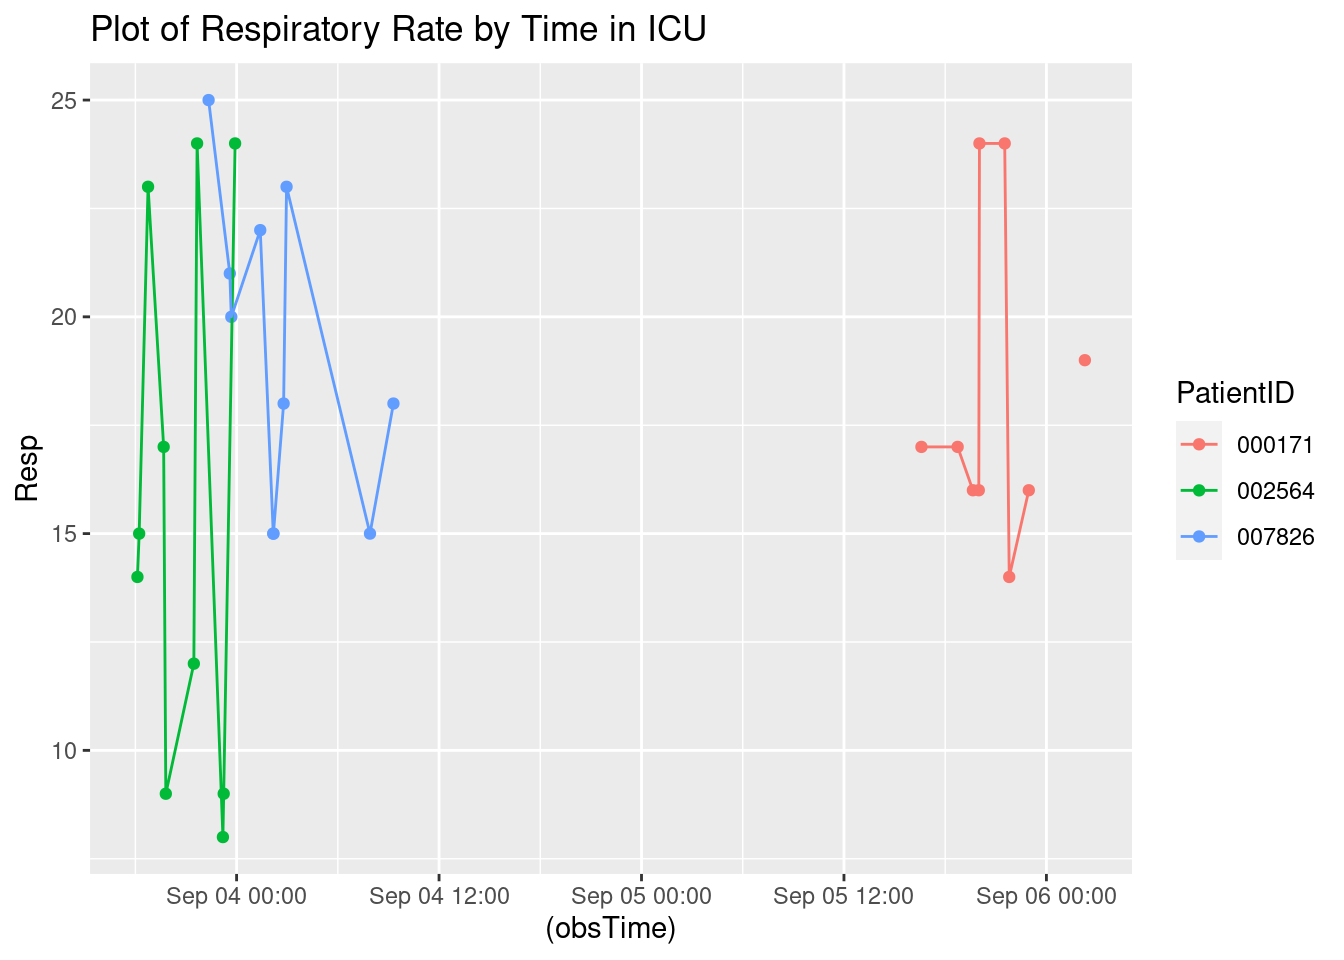 Plot of Respiratory Rate by Time in ICU
25
20
15
10
Resp
Sep 04 00:00 Sep 04 12:00 Sep 05 00:00 Sep 05 12:00 Sep 06 00:00
(obsTime)
PatientID
000171
002564
007826